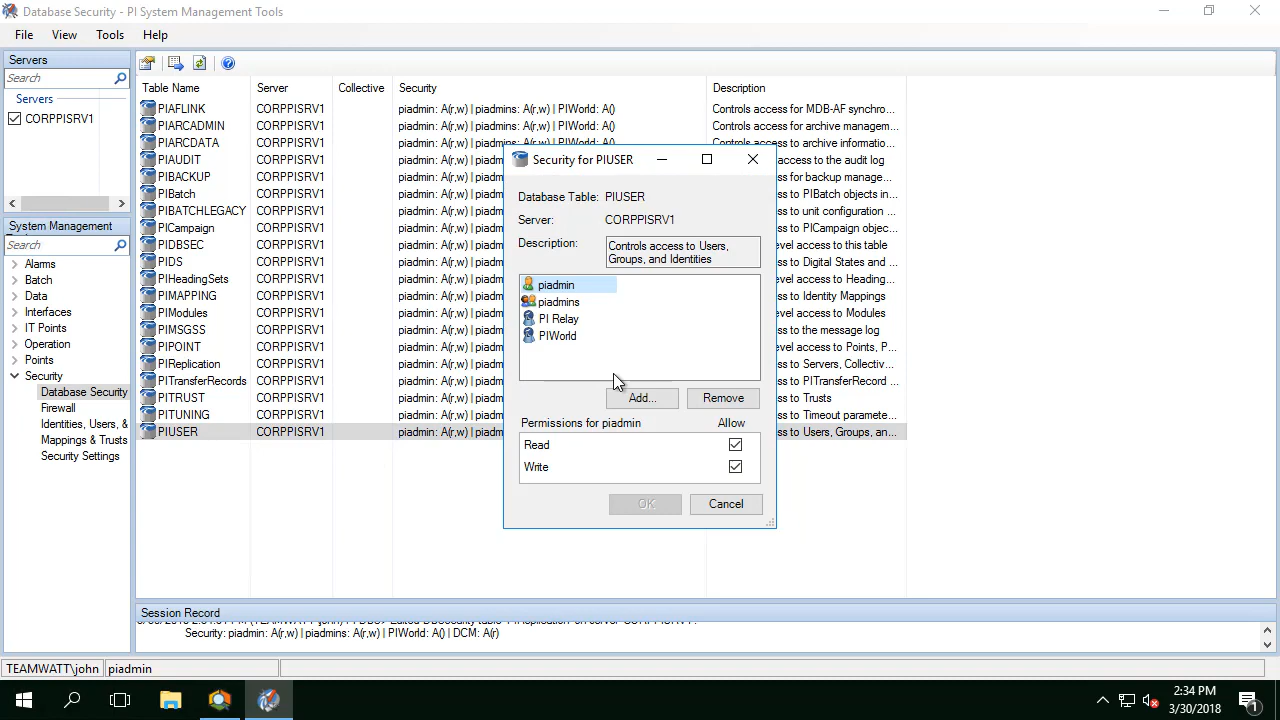 Database Security - PI System Management Tools
File View Tools Help
Servers
Search
Servers
CORPPISRV1
System Management
Search
Alarms
Batch
Data
Interfaces
IT Points
Operation
Points
Security
Database Security
Firewall
Identities, Users, &
Mappings & Trusts
Security Settings
Table Name Server Collective Security Description
PIAFLINK CORPPISRV1 piadmin: A(r,w) | piadmins: A(r,w) | PIWorld: A() Controls access for MDB-AF synchro...
PIARCADMIN CORPPISRV1 piadmin: A(r,w) | piadmins: A(r,w) | PIWorld: A() Controls access for archive managem...
PIARCDATA CORPPISRV1 piadmin: A(r,w) | piadmins: A(r,w) | PIWorld: A() Controls access to archive informatio...
PIAUDIT CORPPISRV1 piadmin: A(r,w) | piadm access to the audit log
PIBACKUP CORPPISRV1 piadmin: A(r,w) | piadm access for backup manage...
PIBatch CORPPISRV1 piadmin: A(r,w) | piadm ess to PIBatch objects in...
PIBATCHLEGACY CORPPISRV1 piadmin: A(r,w) | piadm ess to unit configuration ...
PICampaign CORPPISRV1 piadmin: A(r,w) | piadm ess to PICampaign objec...
PIDBSEC CORPPISRV1 piadmin: A(r,w) | piadm evel access to this table
PIDS CORPPISRV1 piadmin: A(r,w) | piadm ess to Digital States and ...
PIHeadingSets CORPPISRV1 piadmin: A(r,w) | piadm evel access to Heading...
PIMAPPING CORPPISRV1 piadmin: A(r,w) | piadm ess to Identity Mappings
PIModules CORPPISRV1 piadmin: A(r,w) | piadm evel access to Modules
PIMSGSS CORPPISRV1 piadmin: A(r,w) | piadm ess to the message log
PIPOINT CORPPISRV1 piadmin: A(r,w) | piadm evel access to Points, P...
PIReplication CORPPISRV1 piadmin: A(r,w) | piadm ess to Servers, Collectiv...
PITransferRecords CORPPISRV1 piadmin: A(r,w) | piadm ess to PITransferRecord ...
PITRUST CORPPISRV1 piadmin: A(r,w) | piadm ess to Trusts
PITUNING CORPPISRV1 piadmin: A(r,w) | piadm ess to Timeout paramete...
PIUSER CORPPISRV1 piadmin: A(r,w) | piadm ess to Users, Groups, an...
Security for PIUSER
Database Table: PIUSER
Server: CORPPISRV1
Description: Controls access to Users,
Groups, and Identities
piadmin
piadmins
PI Relay
PIWorld
Add... Remove
Permissions for piadmin Allow
Read
Write
OK Cancel
Session Record
Security: piadmin: A(r,w) | piadmins: A(r,w) | PIWorld: A() | DCM: A(r)
TEAMWATT\john piadmin
2:34 PM
3/30/2018
1